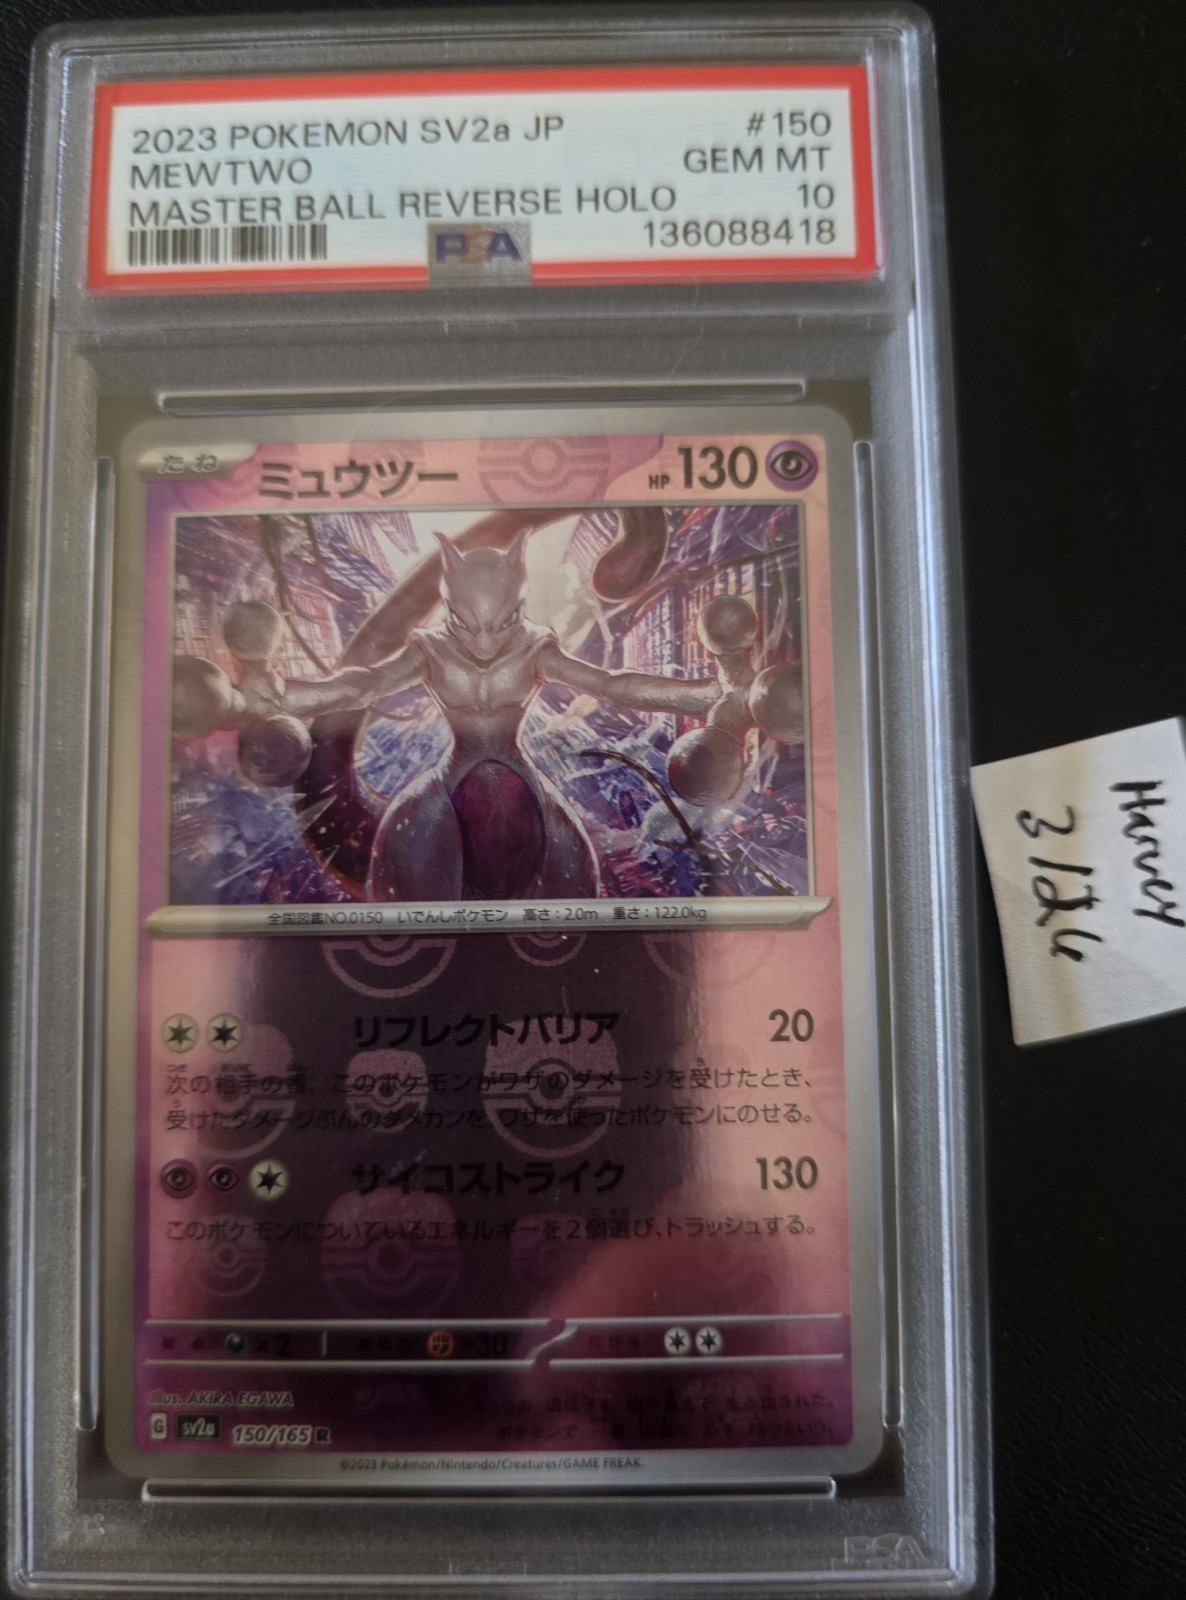 2023 POKEMON SV2a JP #150
MEWTWO GEM MT
MASTER BALL REVERSE HOLO 10
136088418
PSA
たね ミュウツー HP 130
全国図鑑NO.0150 いでんしポケモン 高さ:2.0m 重さ:122.0kg
リフレクトバリア 20
次の相手の番、このポケモンがワザのダメージを受けたとき、
受けたダメージぶんのダメカンを、ワザを使ったポケモンにのせる。
サイコストライク 130
このポケモンについているエネルギーを2個選び、トラッシュする。
×2 -30 にげる
illus. AKIRA EGAWA
G sv2a 150/165 R
©2023 Pokémon/Nintendo/Creatures/GAME FREAK.
PSA
3/26